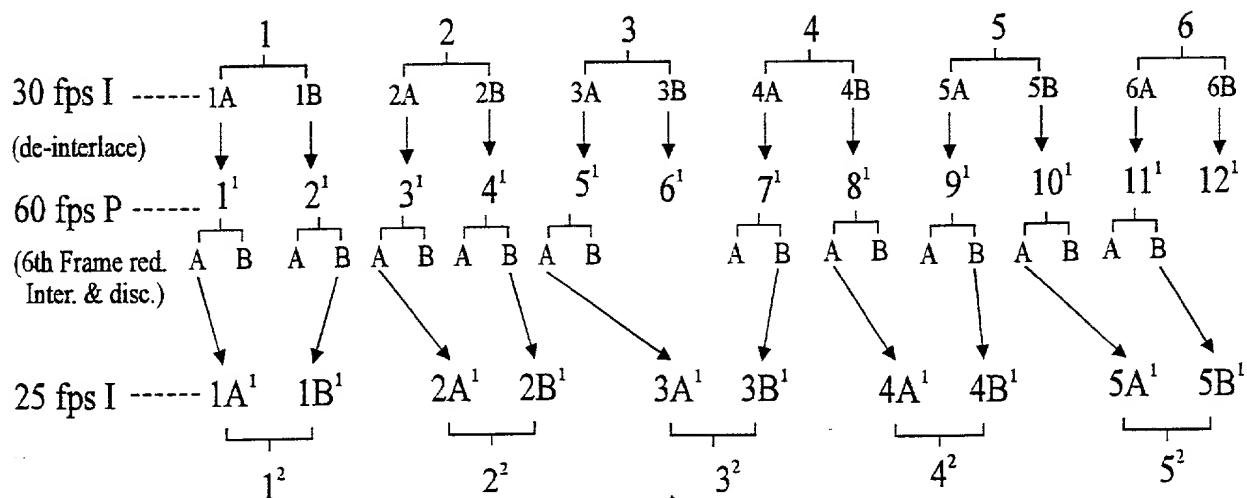 1 2 3 4 5 6
30 fps I ------ 1A 1B 2A 2B 3A 3B 4A 4B 5A 5B 6A 6B
(de-interlace)
60 fps P ------ 1¹ 2¹ 3¹ 4¹ 5¹ 6¹ 7¹ 8¹ 9¹ 10¹ 11¹ 12¹
(6th Frame red. A B A B A B A B A B A B A B A B A B A B
Inter. & disc.)
25 fps I ------ 1A¹ 1B¹ 2A¹ 2B¹ 3A¹ 3B¹ 4A¹ 4B¹ 5A¹ 5B¹
1² 2² 3² 4² 5²